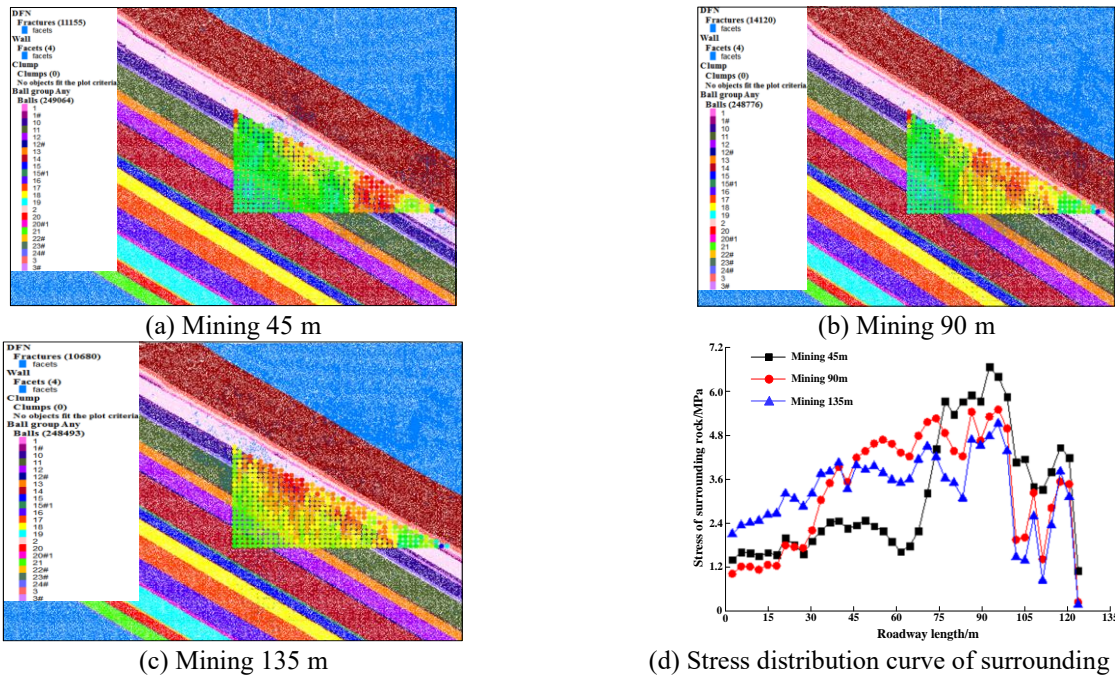 DFN
Fractures (11155)
facets
Wall
Facets (4)
facets
Clump
Clumps (0)
No objects fit the plot criteria
Ball group Any
Balls (249064)
1
1#
10
11
12
12#
13
14
15
15#1
16
17
18
19
2
20
20#1
21
22#
23#
24#
3
3#
(a) Mining 45 m
DFN
Fractures (14120)
facets
Wall
Facets (4)
facets
Clump
Clumps (0)
No objects fit the plot criteria
Ball group Any
Balls (248776)
1
1#
10
11
12
12#
13
14
15
15#1
16
17
18
19
2
20
20#1
21
22#
23#
24#
3
3#
(b) Mining 90 m
DFN
Fractures (10680)
facets
Wall
Facets (4)
facets
Clump
Clumps (0)
No objects fit the plot criteria
Ball group Any
Balls (248493)
1
1#
10
11
12
12#
13
14
15
15#1
16
17
18
19
2
20
20#1
21
22#
23#
24#
3
3#
(c) Mining 135 m
7.2
6.0
4.8
3.6
2.4
1.2
0
Stress of surrounding rock/MPa
Mining 45m
Mining 90m
Mining 135m
0 15 30 45 60 75 90 105 120 135
Roadway length/m
(d) Stress distribution curve of surrounding